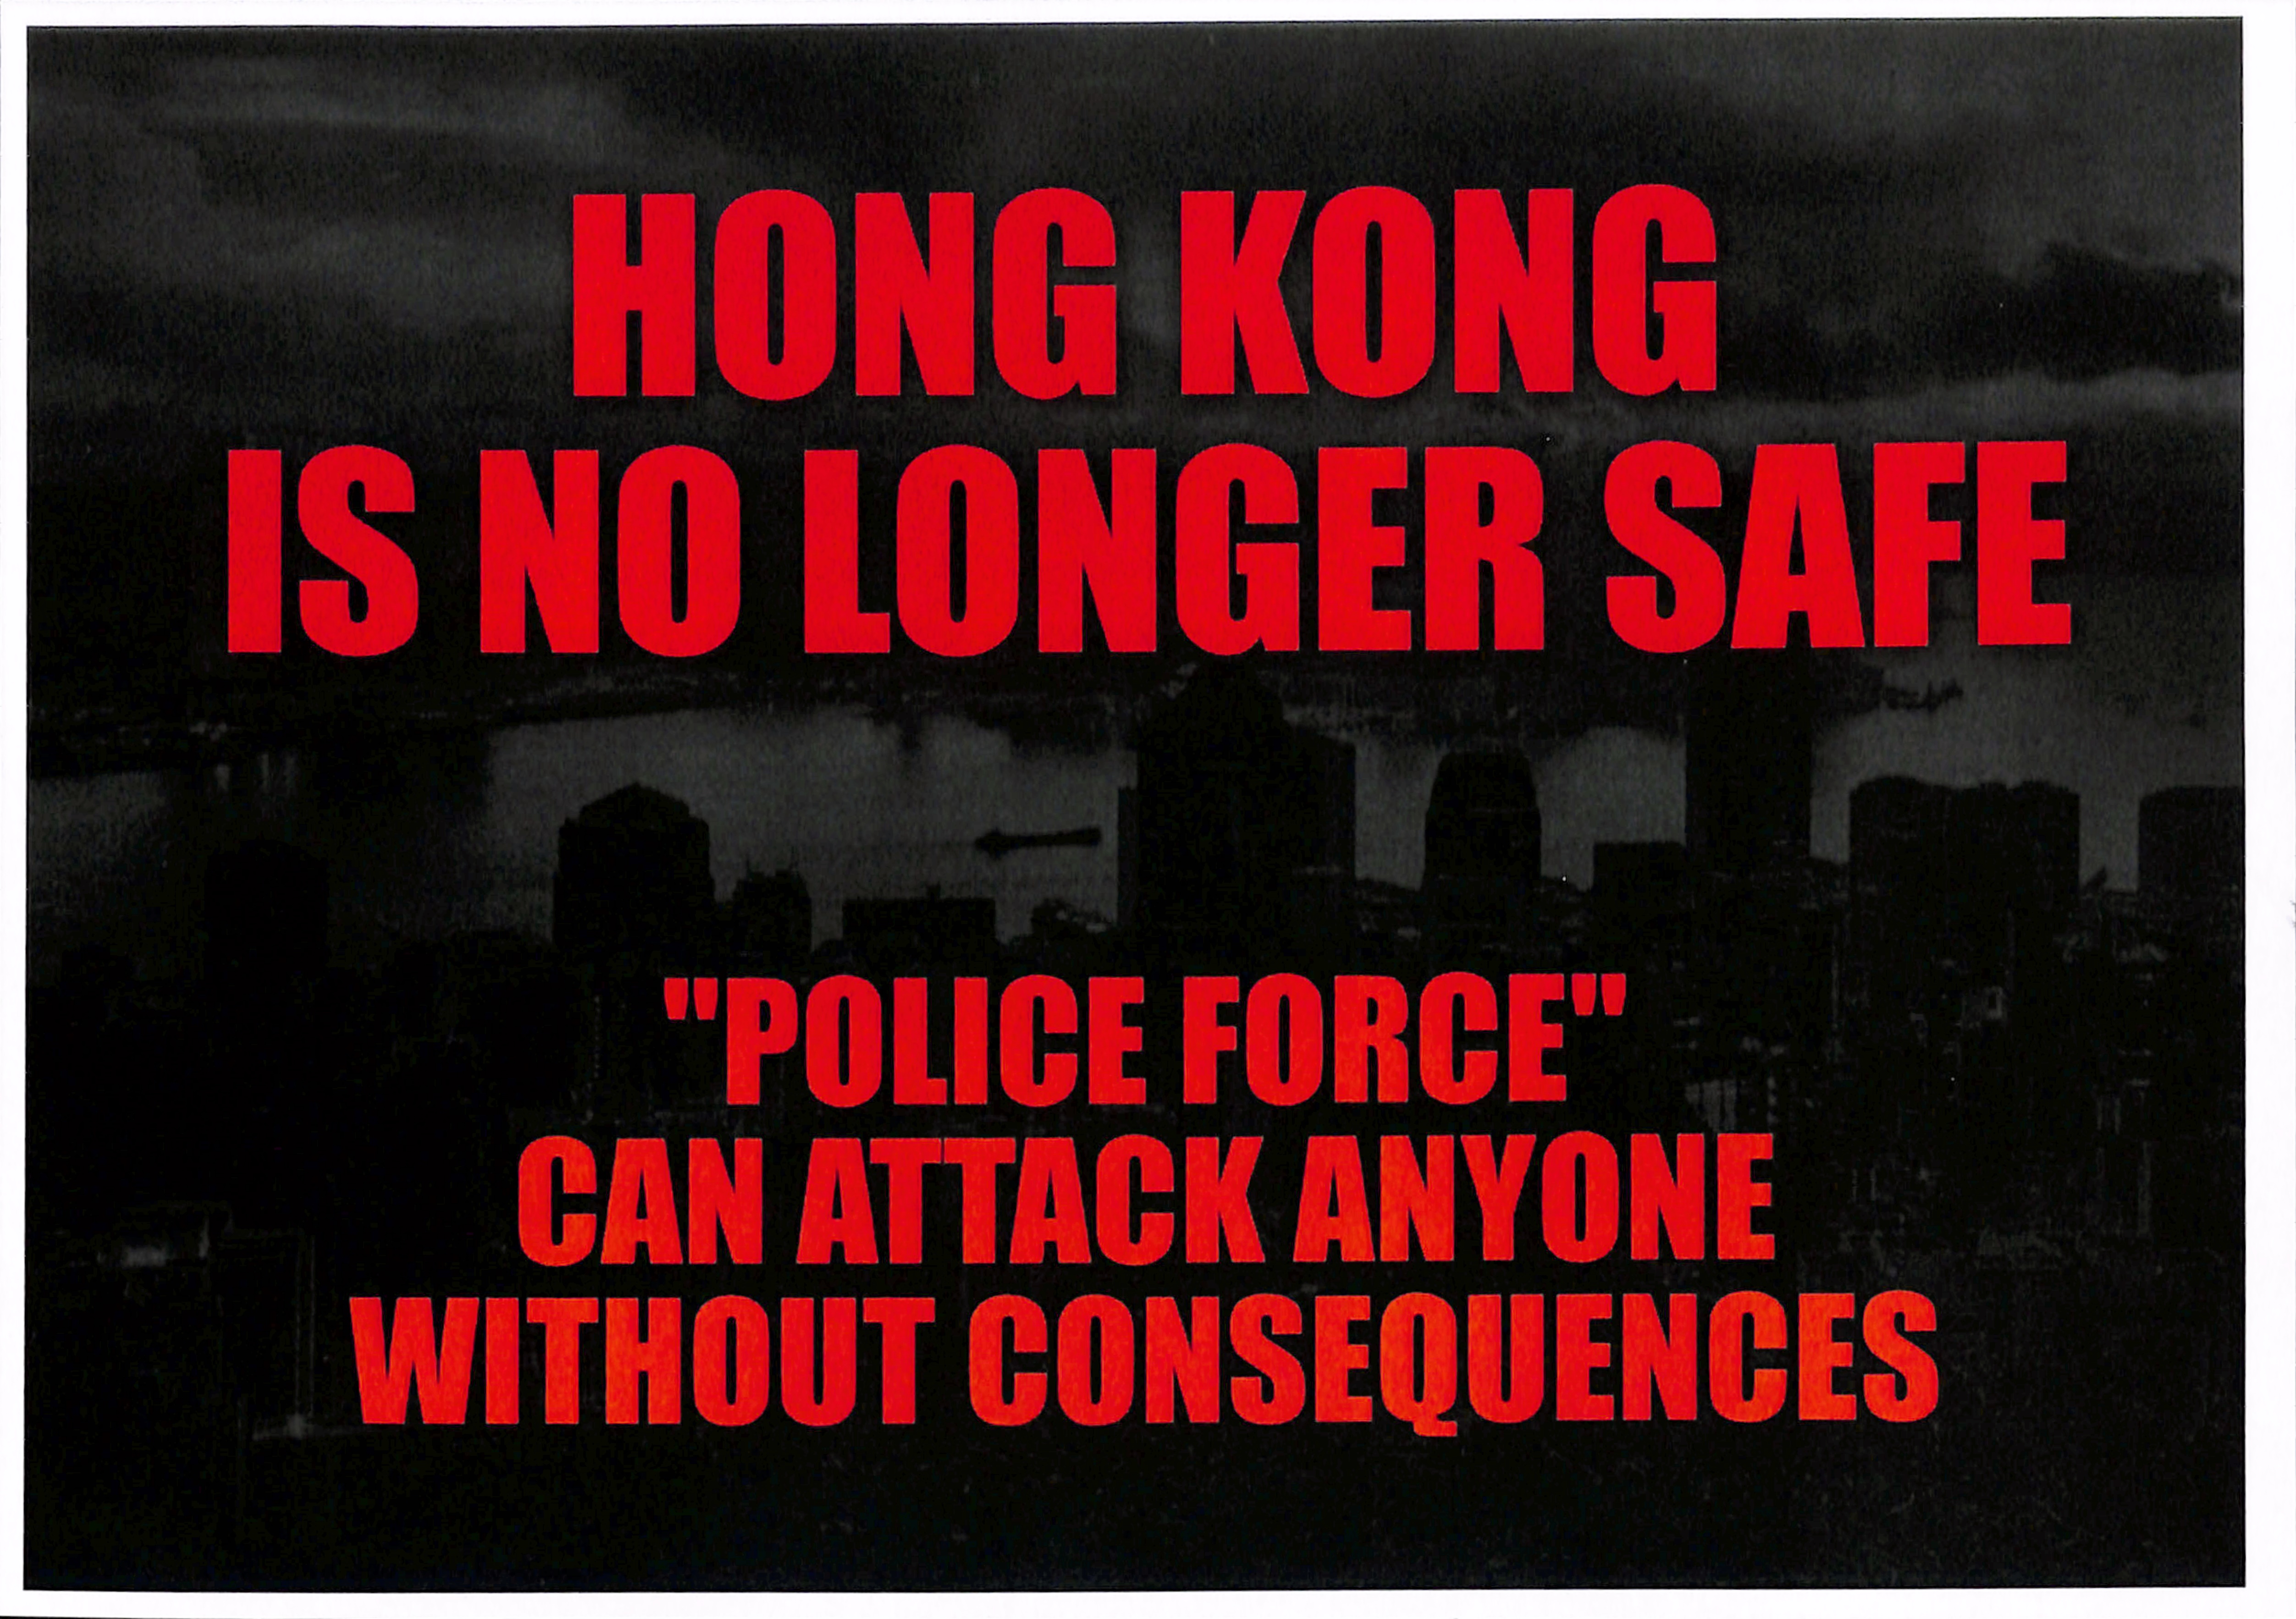 HONG KONG
IS NO LONGER SAFE
"POLICE FORCE"
CAN ATTACK ANYONE
WITHOUT CONSEQUENCES